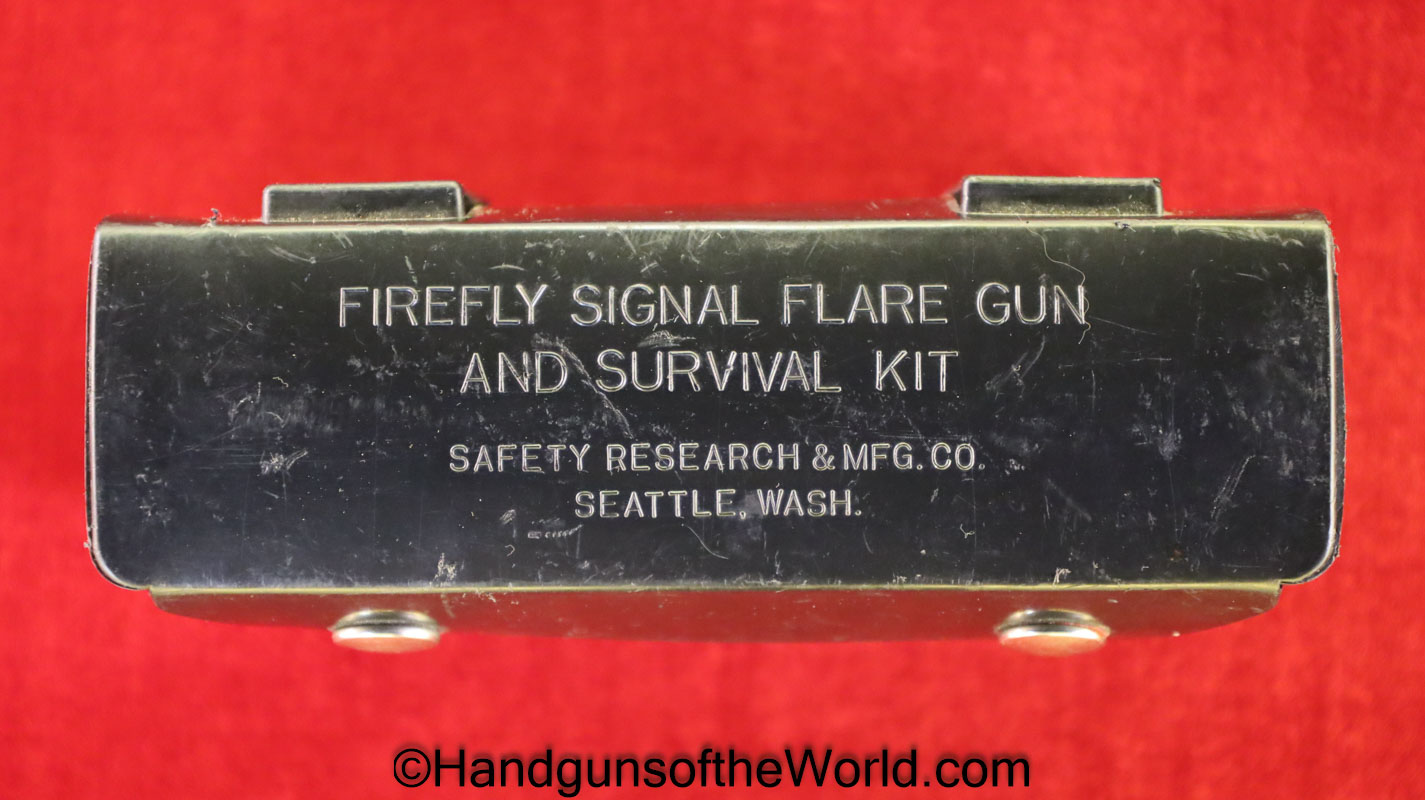 FIREFLY SIGNAL FLARE GUN
AND SURVIVAL KIT
SAFETY RESEARCH & MFG. CO.
SEATTLE, WASH.
©HandgunsoftheWorld.com